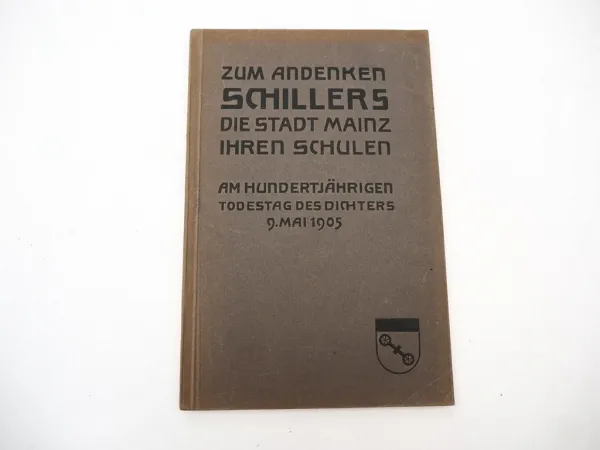 ZUM ANDENKEN
SCHILLERS
DIE STADT MAINZ
IHREN SCHULEN
AM HUNDERTJÄHRIGEN
TODESTAG DES DICHTERS
9. MAI 1905